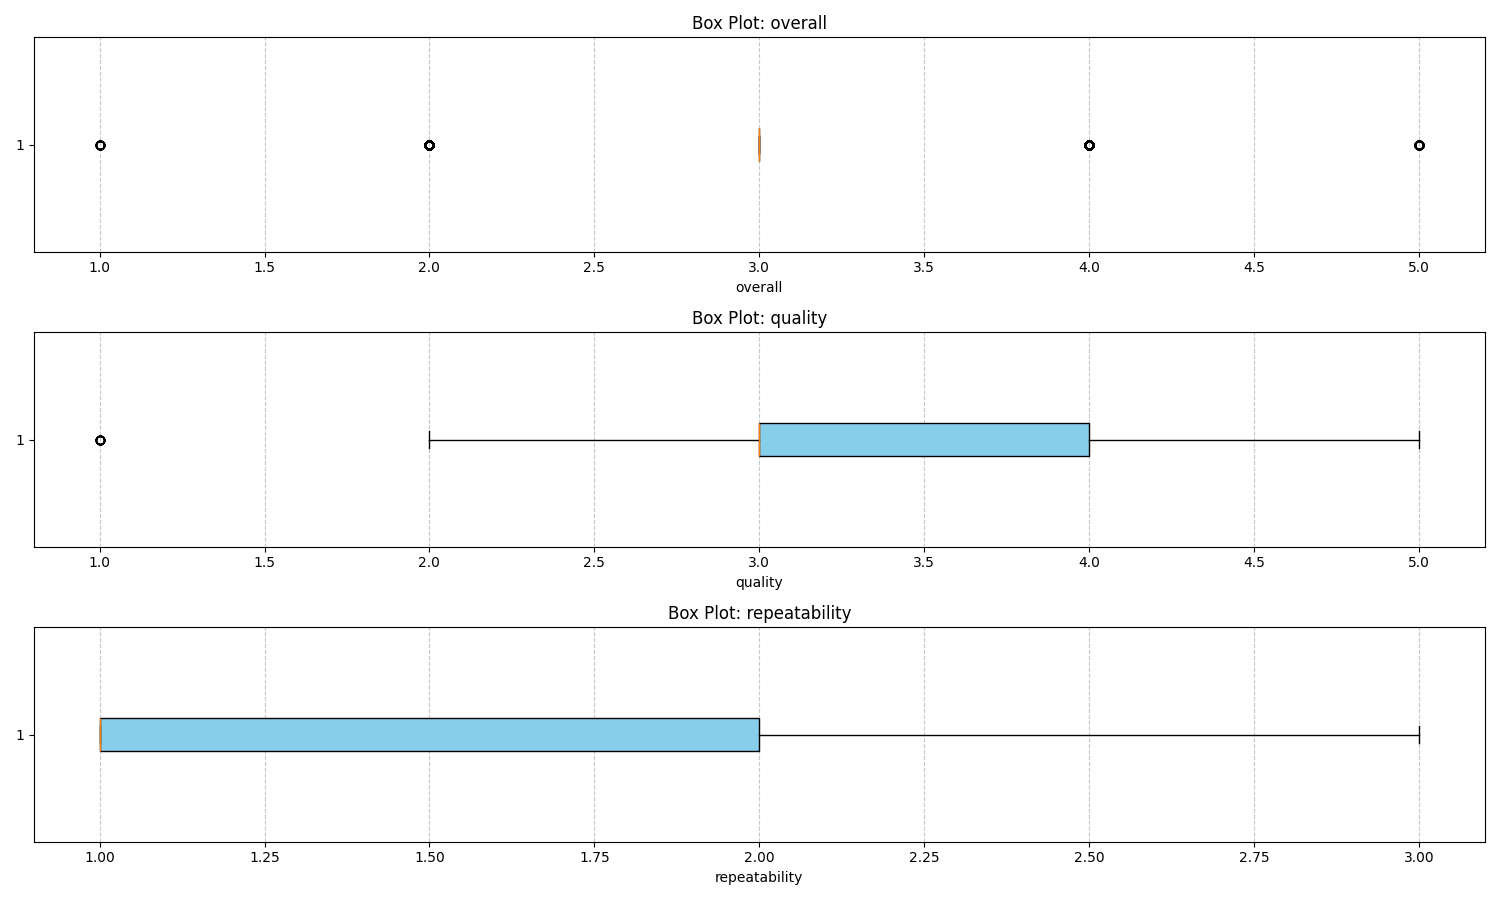 Box Plot: overall
1
1.0 1.5 2.0 2.5 3.0 3.5 4.0 4.5 5.0
overall
Box Plot: quality
1
1.0 1.5 2.0 2.5 3.0 3.5 4.0 4.5 5.0
quality
Box Plot: repeatability
1
1.00 1.25 1.50 1.75 2.00 2.25 2.50 2.75 3.00
repeatability